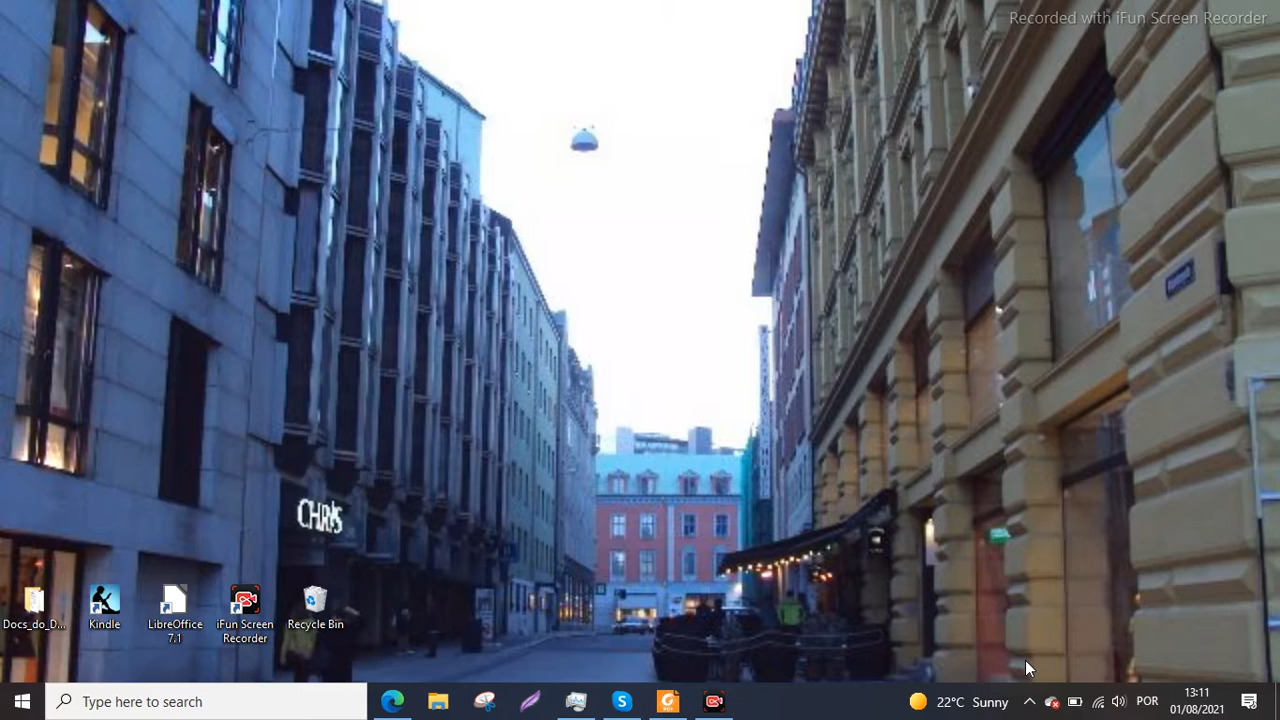 Recorded with iFun Screen Recorder
CHRIS
Docs_do_D...
Kindle
LibreOffice
7.1
iFun Screen
Recorder
Recycle Bin
Type here to search
22°C Sunny
POR
13:11
01/08/2021